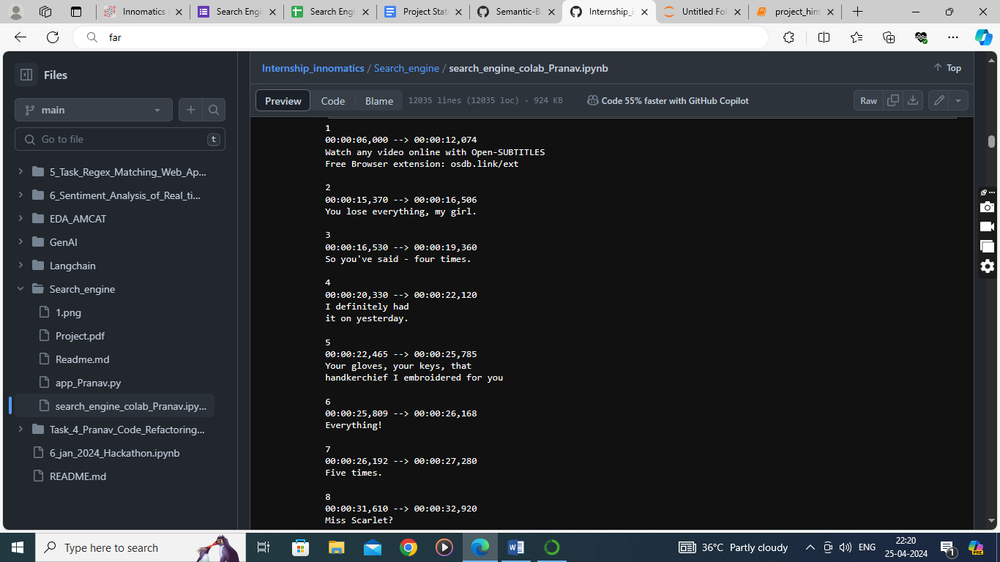 Innomatics
Search Engi
Search Engi
Project Stat
Semantic-Ba
Internship_i
Untitled Fol
project_hint
far
Files
main
Go to file
t
5_Task_Regex_Matching_Web_Ap...
6_Sentiment_Analysis_of_Real_ti...
EDA_AMCAT
GenAI
Langchain
Search_engine
1.png
Project.pdf
Readme.md
app_Pranav.py
search_engine_colab_Pranav.ipy...
Task_4_Pranav_Code_Refactoring...
6_jan_2024_Hackathon.ipynb
README.md
Internship_innomatics / Search_engine / search_engine_colab_Pranav.ipynb
Top
Preview
Code
Blame
12035 lines (12035 loc) · 924 KB
Code 55% faster with GitHub Copilot
Raw
1
00:00:06,000 --> 00:00:12,074
Watch any video online with Open-SUBTITLES
Free Browser extension: osdb.link/ext
2
00:00:15,370 --> 00:00:16,506
You lose everything, my girl.
3
00:00:16,530 --> 00:00:19,360
So you've said - four times.
4
00:00:20,330 --> 00:00:22,120
I definitely had
it on yesterday.
5
00:00:22,465 --> 00:00:25,785
Your gloves, your keys, that
handkerchief I embroidered for you
6
00:00:25,809 --> 00:00:26,168
Everything!
7
00:00:26,192 --> 00:00:27,280
Five times.
8
00:00:31,610 --> 00:00:32,920
Miss Scarlet?
Type here to search
36°C Partly cloudy
ENG
22:20
25-04-2024
1
PRE